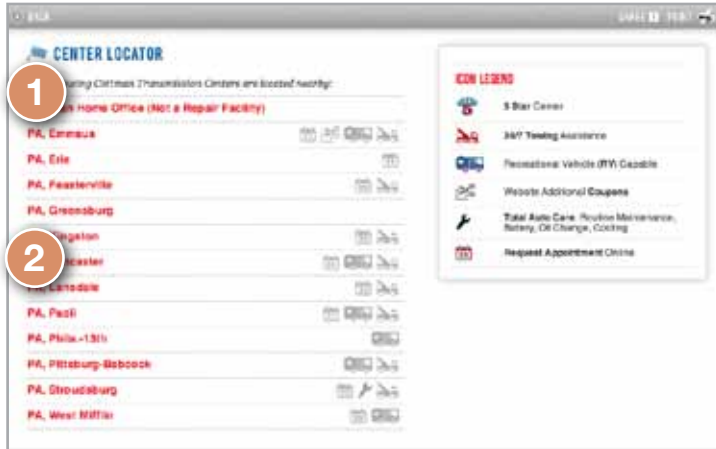 BACK
EMAIL PRINT
CENTER LOCATOR
Cottman Transmission Centers are located nearby:
1
Home Office (Not a Repair Facility)
PA, Emmaus
PA, Erie
PA, Feasterville
PA, Greensburg
2
PA, Lansdale
PA, Paoli
PA, Phila.-13th
PA, Pittsburg-Babcock
PA, Stroudsburg
PA, West Mifflin
ICON LEGEND
5 Star Center
24/7 Towing Assistance
Recreational Vehicle (RV) Capable
Website Additional Coupons
Total Auto Care: Routine Maintenance,
Battery, Oil Change, Cooling
Request Appointment Online